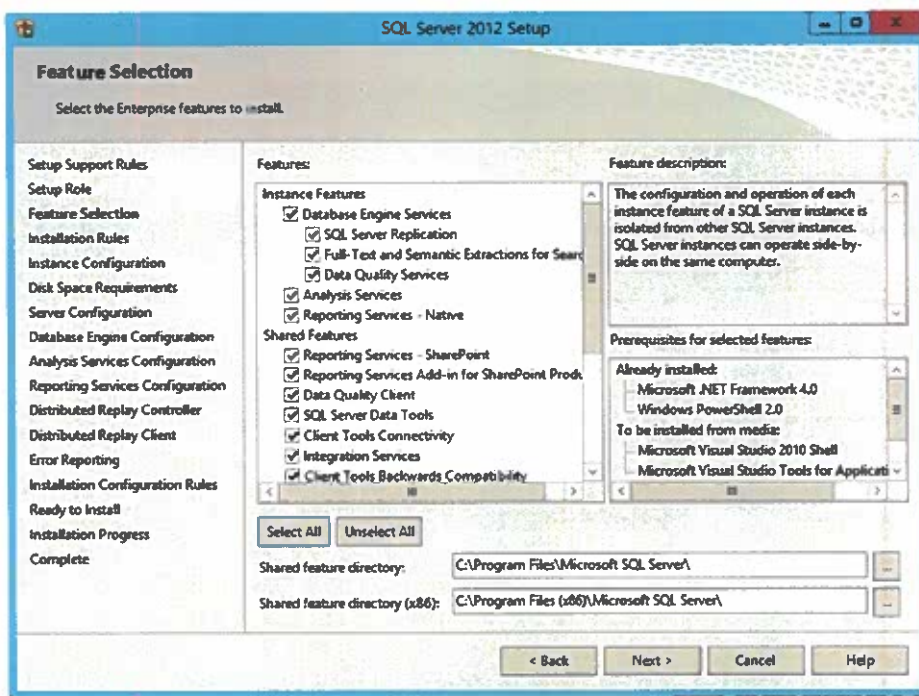 SQL Server 2012 Setup
Feature Selection
Select the Enterprise features to install.
Setup Support Rules
Setup Role
Feature Selection
Installation Rules
Instance Configuration
Disk Space Requirements
Server Configuration
Database Engine Configuration
Analysis Services Configuration
Reporting Services Configuration
Distributed Replay Controller
Distributed Replay Client
Error Reporting
Installation Configuration Rules
Ready to Install
Installation Progress
Complete
Features:
Instance Features
Database Engine Services
SQL Server Replication
Full-Text and Semantic Extractions for Searc
Data Quality Services
Analysis Services
Reporting Services - Native
Shared Features
Reporting Services - SharePoint
Reporting Services Add-in for SharePoint Produ
Data Quality Client
SQL Server Data Tools
Client Tools Connectivity
Integration Services
Client Tools Backwards Compatibility
Feature description:
The configuration and operation of each
instance feature of a SQL Server instance is
isolated from other SQL Server instances.
SQL Server instances can operate side-by-
side on the same computer.
Prerequisites for selected features:
Already installed:
Microsoft .NET Framework 4.0
Windows PowerShell 2.0
To be installed from media:
Microsoft Visual Studio 2010 Shell
Microsoft Visual Studio Tools for Applicati
Select All
Unselect All
Shared feature directory: C:\Program Files\Microsoft SQL Server\ ...
Shared feature directory (x86): C:\Program Files (x86)\Microsoft SQL Server\ ...
< Back
Next >
Cancel
Help